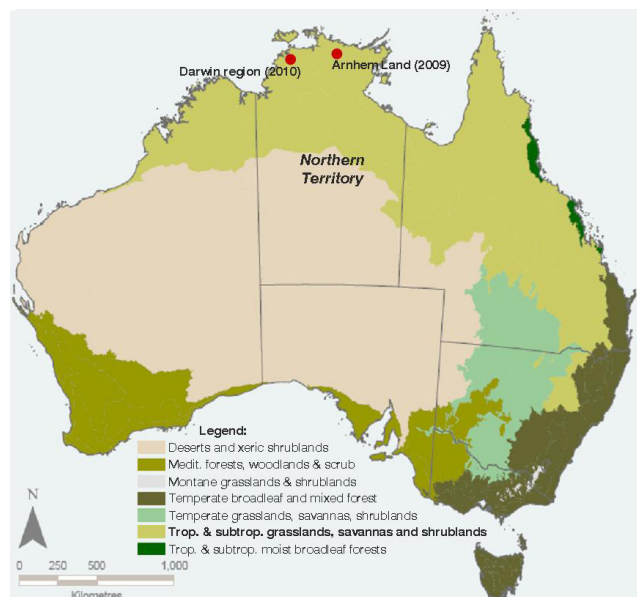 Darwin region (2010)
Arnhem Land (2009)
Northern
Territory
Legend:
Deserts and xeric shrublands
Medit. forests, woodlands & scrub
Montane grasslands & shrublands
Temperate broadleaf and mixed forest
Temperate grasslands, savannas, shrublands
Trop. & subtrop. grasslands, savannas and shrublands
Trop. & subtrop. moist broadleaf forests
N
0 250 500 1,000
Kilometres